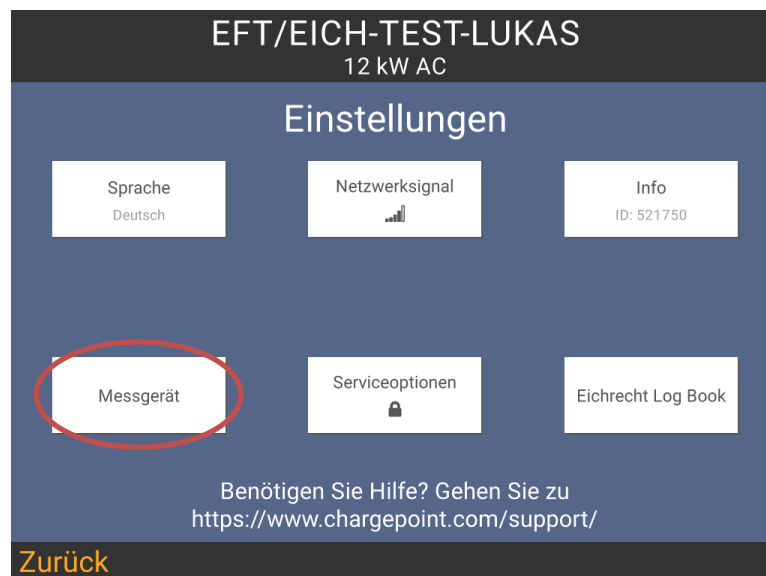 EFT/EICH-TEST-LUKAS
12 kW AC
Einstellungen
Sprache
Deutsch
Netzwerksignal
Info
ID: 521750
Messgerät
Serviceoptionen
Eichrecht Log Book
Benötigen Sie Hilfe? Gehen Sie zu
https://www.chargepoint.com/support/
Zurück